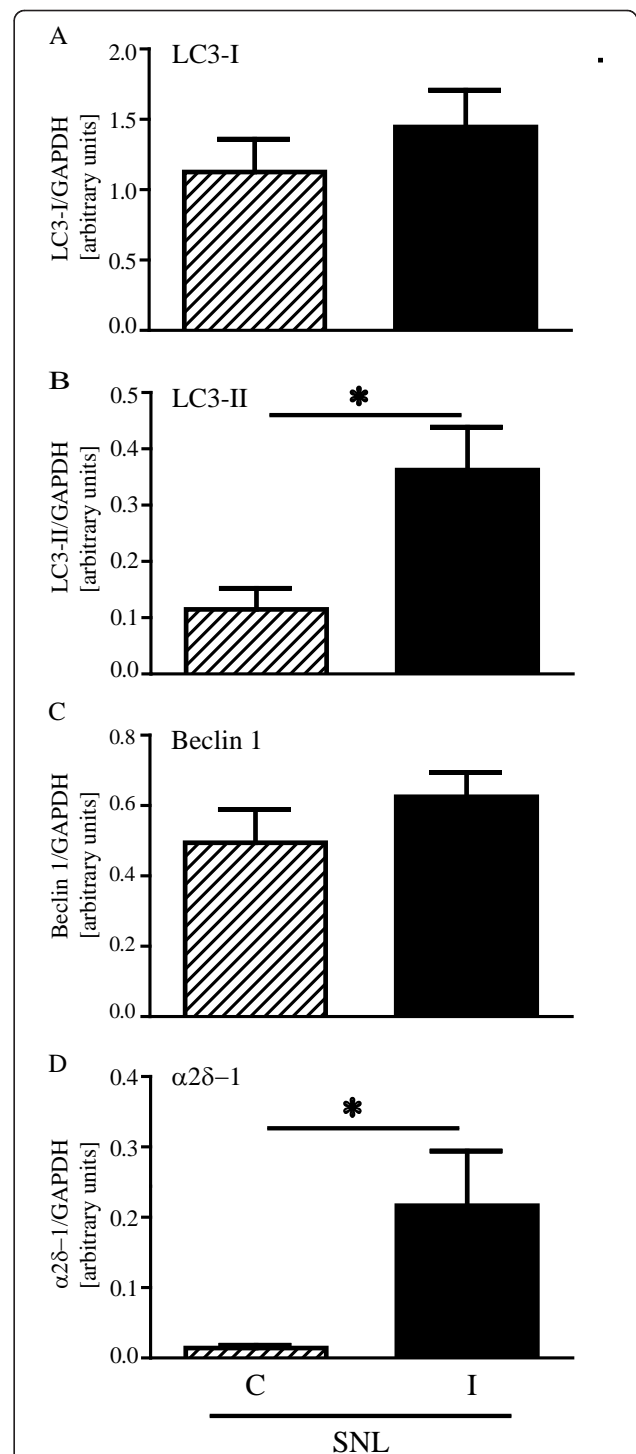 A
LC3-I
LC3-I/GAPDH
[arbitrary units]
2.0
1.5
1.0
0.5
0.0
B
LC3-II
*
LC3-II/GAPDH
[arbitrary units]
0.5
0.4
0.3
0.2
0.1
0.0
C
Beclin 1
Beclin 1/GAPDH
[arbitrary units]
0.8
0.6
0.4
0.2
0.0
D
α2δ–1
*
α2δ–1/GAPDH
[arbitrary units]
0.4
0.3
0.2
0.1
0.0
C I
SNL